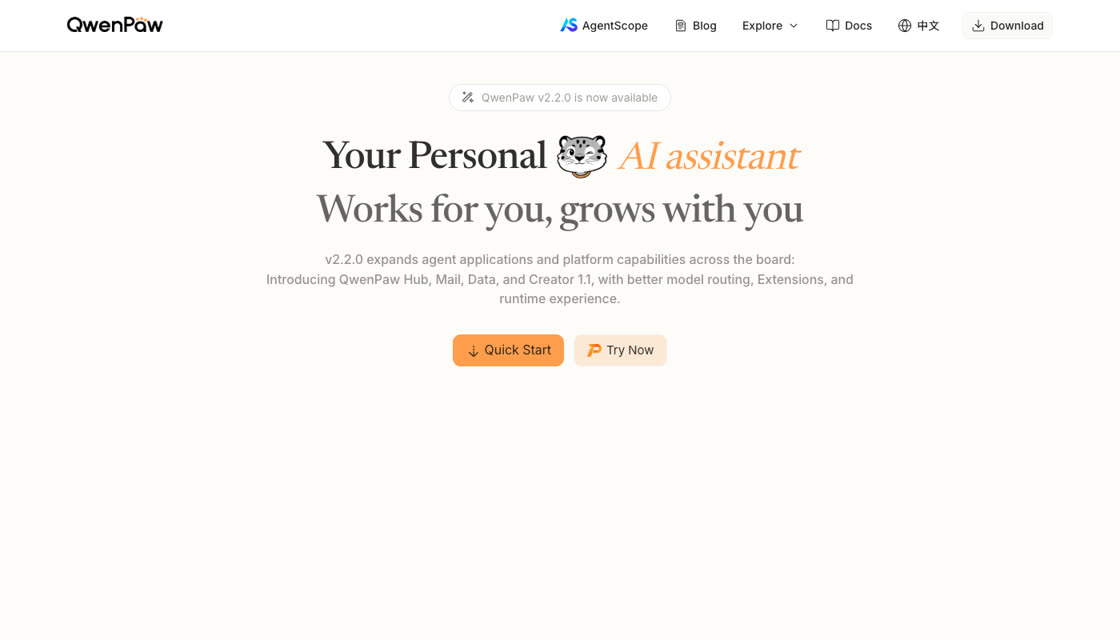 QwenPaw
AgentScope
Blog
Explore
Docs
中文
Download
QwenPaw v2.2.0 is now available
Your Personal AI assistant
Works for you, grows with you
v2.2.0 expands agent applications and platform capabilities across the board:
Introducing QwenPaw Hub, Mail, Data, and Creator 1.1, with better model routing, Extensions, and
runtime experience.
Quick Start
Try Now